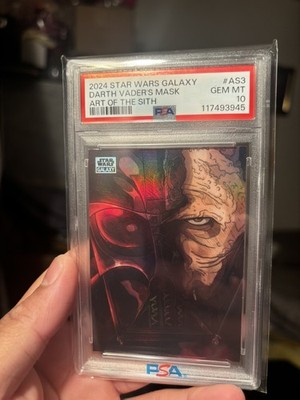 2024 STAR WARS GALAXY #AS3
DARTH VADER'S MASK GEM MT
ART OF THE SITH 10
PSA 117493945
STAR
WARS
GALAXY
PSA